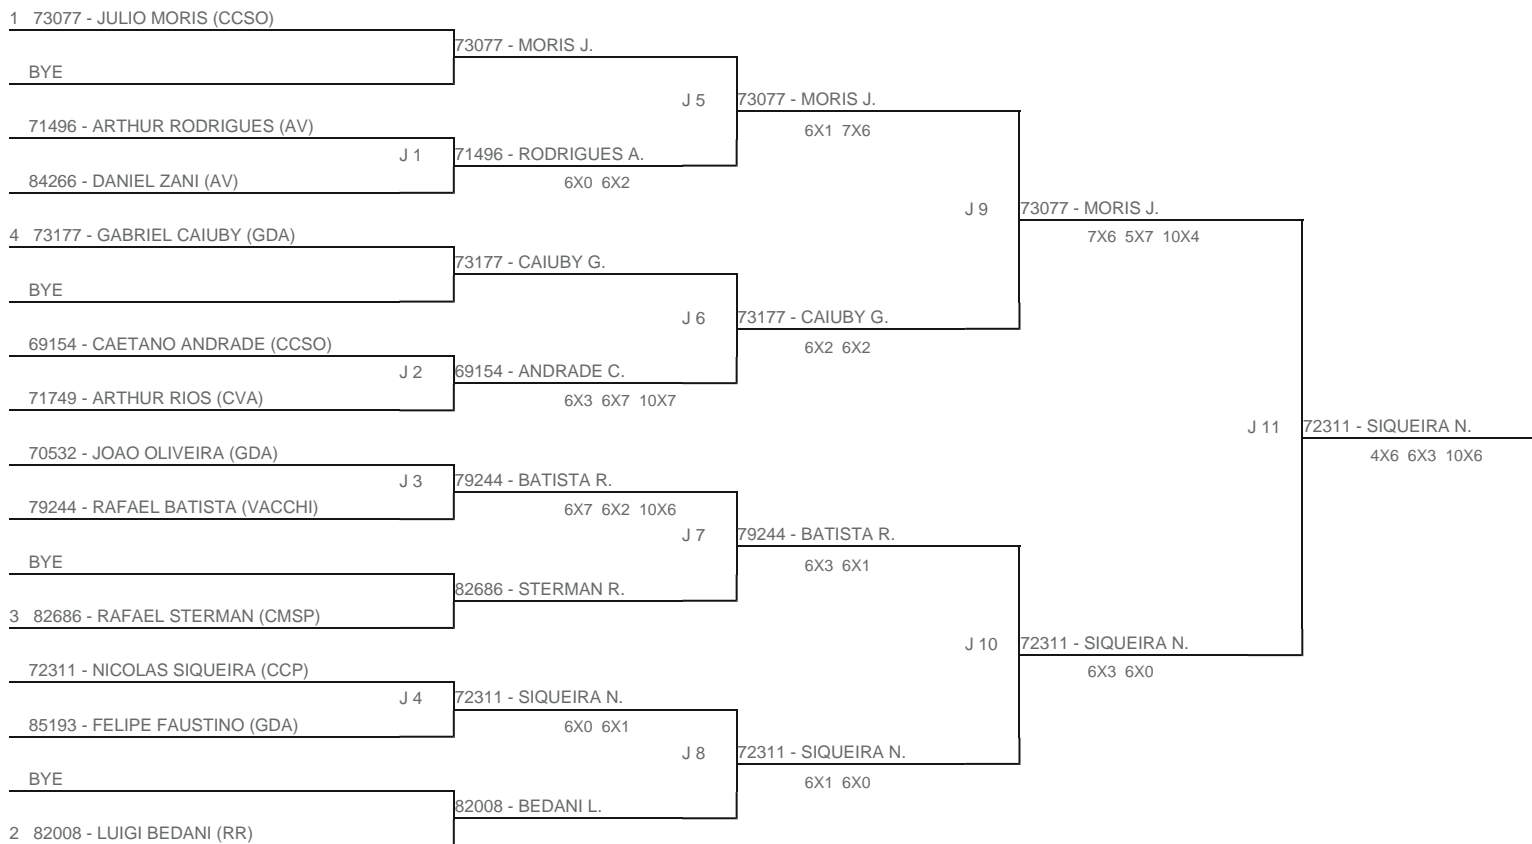 1 73077 - JULIO MORIS (CCSO)
73077 - MORIS J.
BYE
J 5
73077 - MORIS J.
6X1 7X6
71496 - ARTHUR RODRIGUES (AV)
J 1
71496 - RODRIGUES A.
6X0 6X2
84266 - DANIEL ZANI (AV)
J 9
73077 - MORIS J.
7X6 5X7 10X4
4 73177 - GABRIEL CAIUBY (GDA)
73177 - CAIUBY G.
BYE
J 6
73177 - CAIUBY G.
6X2 6X2
69154 - CAETANO ANDRADE (CCSO)
J 2
69154 - ANDRADE C.
6X3 6X7 10X7
71749 - ARTHUR RIOS (CVA)
J 11
72311 - SIQUEIRA N.
4X6 6X3 10X6
70532 - JOAO OLIVEIRA (GDA)
J 3
79244 - BATISTA R.
6X7 6X2 10X6
79244 - RAFAEL BATISTA (VACCHI)
J 7
79244 - BATISTA R.
6X3 6X1
BYE
82686 - STERMAN R.
3 82686 - RAFAEL STERMAN (CMSP)
J 10
72311 - SIQUEIRA N.
6X3 6X0
72311 - NICOLAS SIQUEIRA (CCP)
J 4
72311 - SIQUEIRA N.
6X0 6X1
85193 - FELIPE FAUSTINO (GDA)
J 8
72311 - SIQUEIRA N.
6X1 6X0
BYE
82008 - BEDANI L.
2 82008 - LUIGI BEDANI (RR)